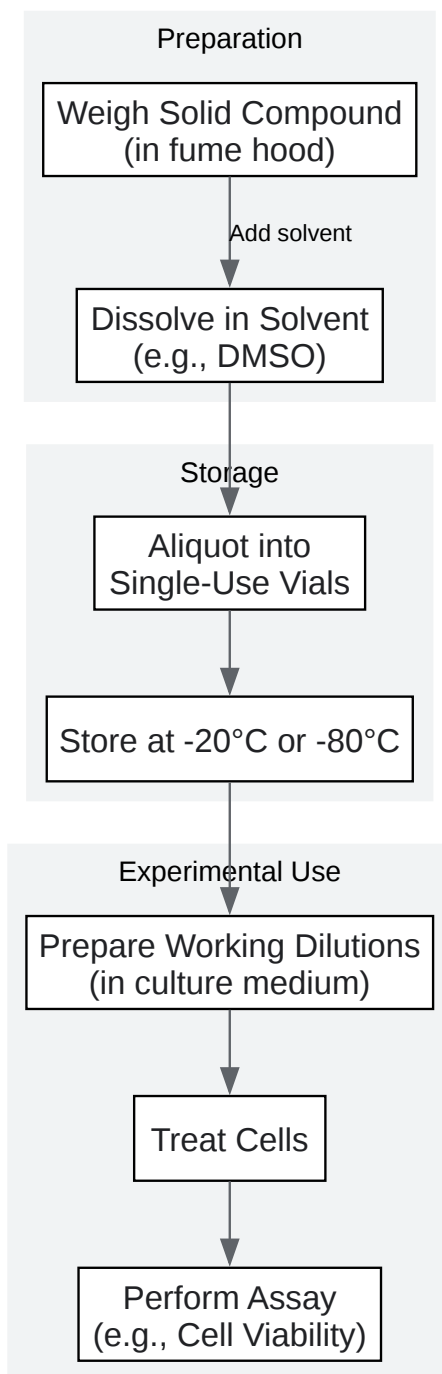 Preparation
Weigh Solid Compound
(in fume hood)
Add solvent
Dissolve in Solvent
(e.g., DMSO)
Storage
Aliquot into
Single-Use Vials
Store at -20°C or -80°C
Experimental Use
Prepare Working Dilutions
(in culture medium)
Treat Cells
Perform Assay
(e.g., Cell Viability)